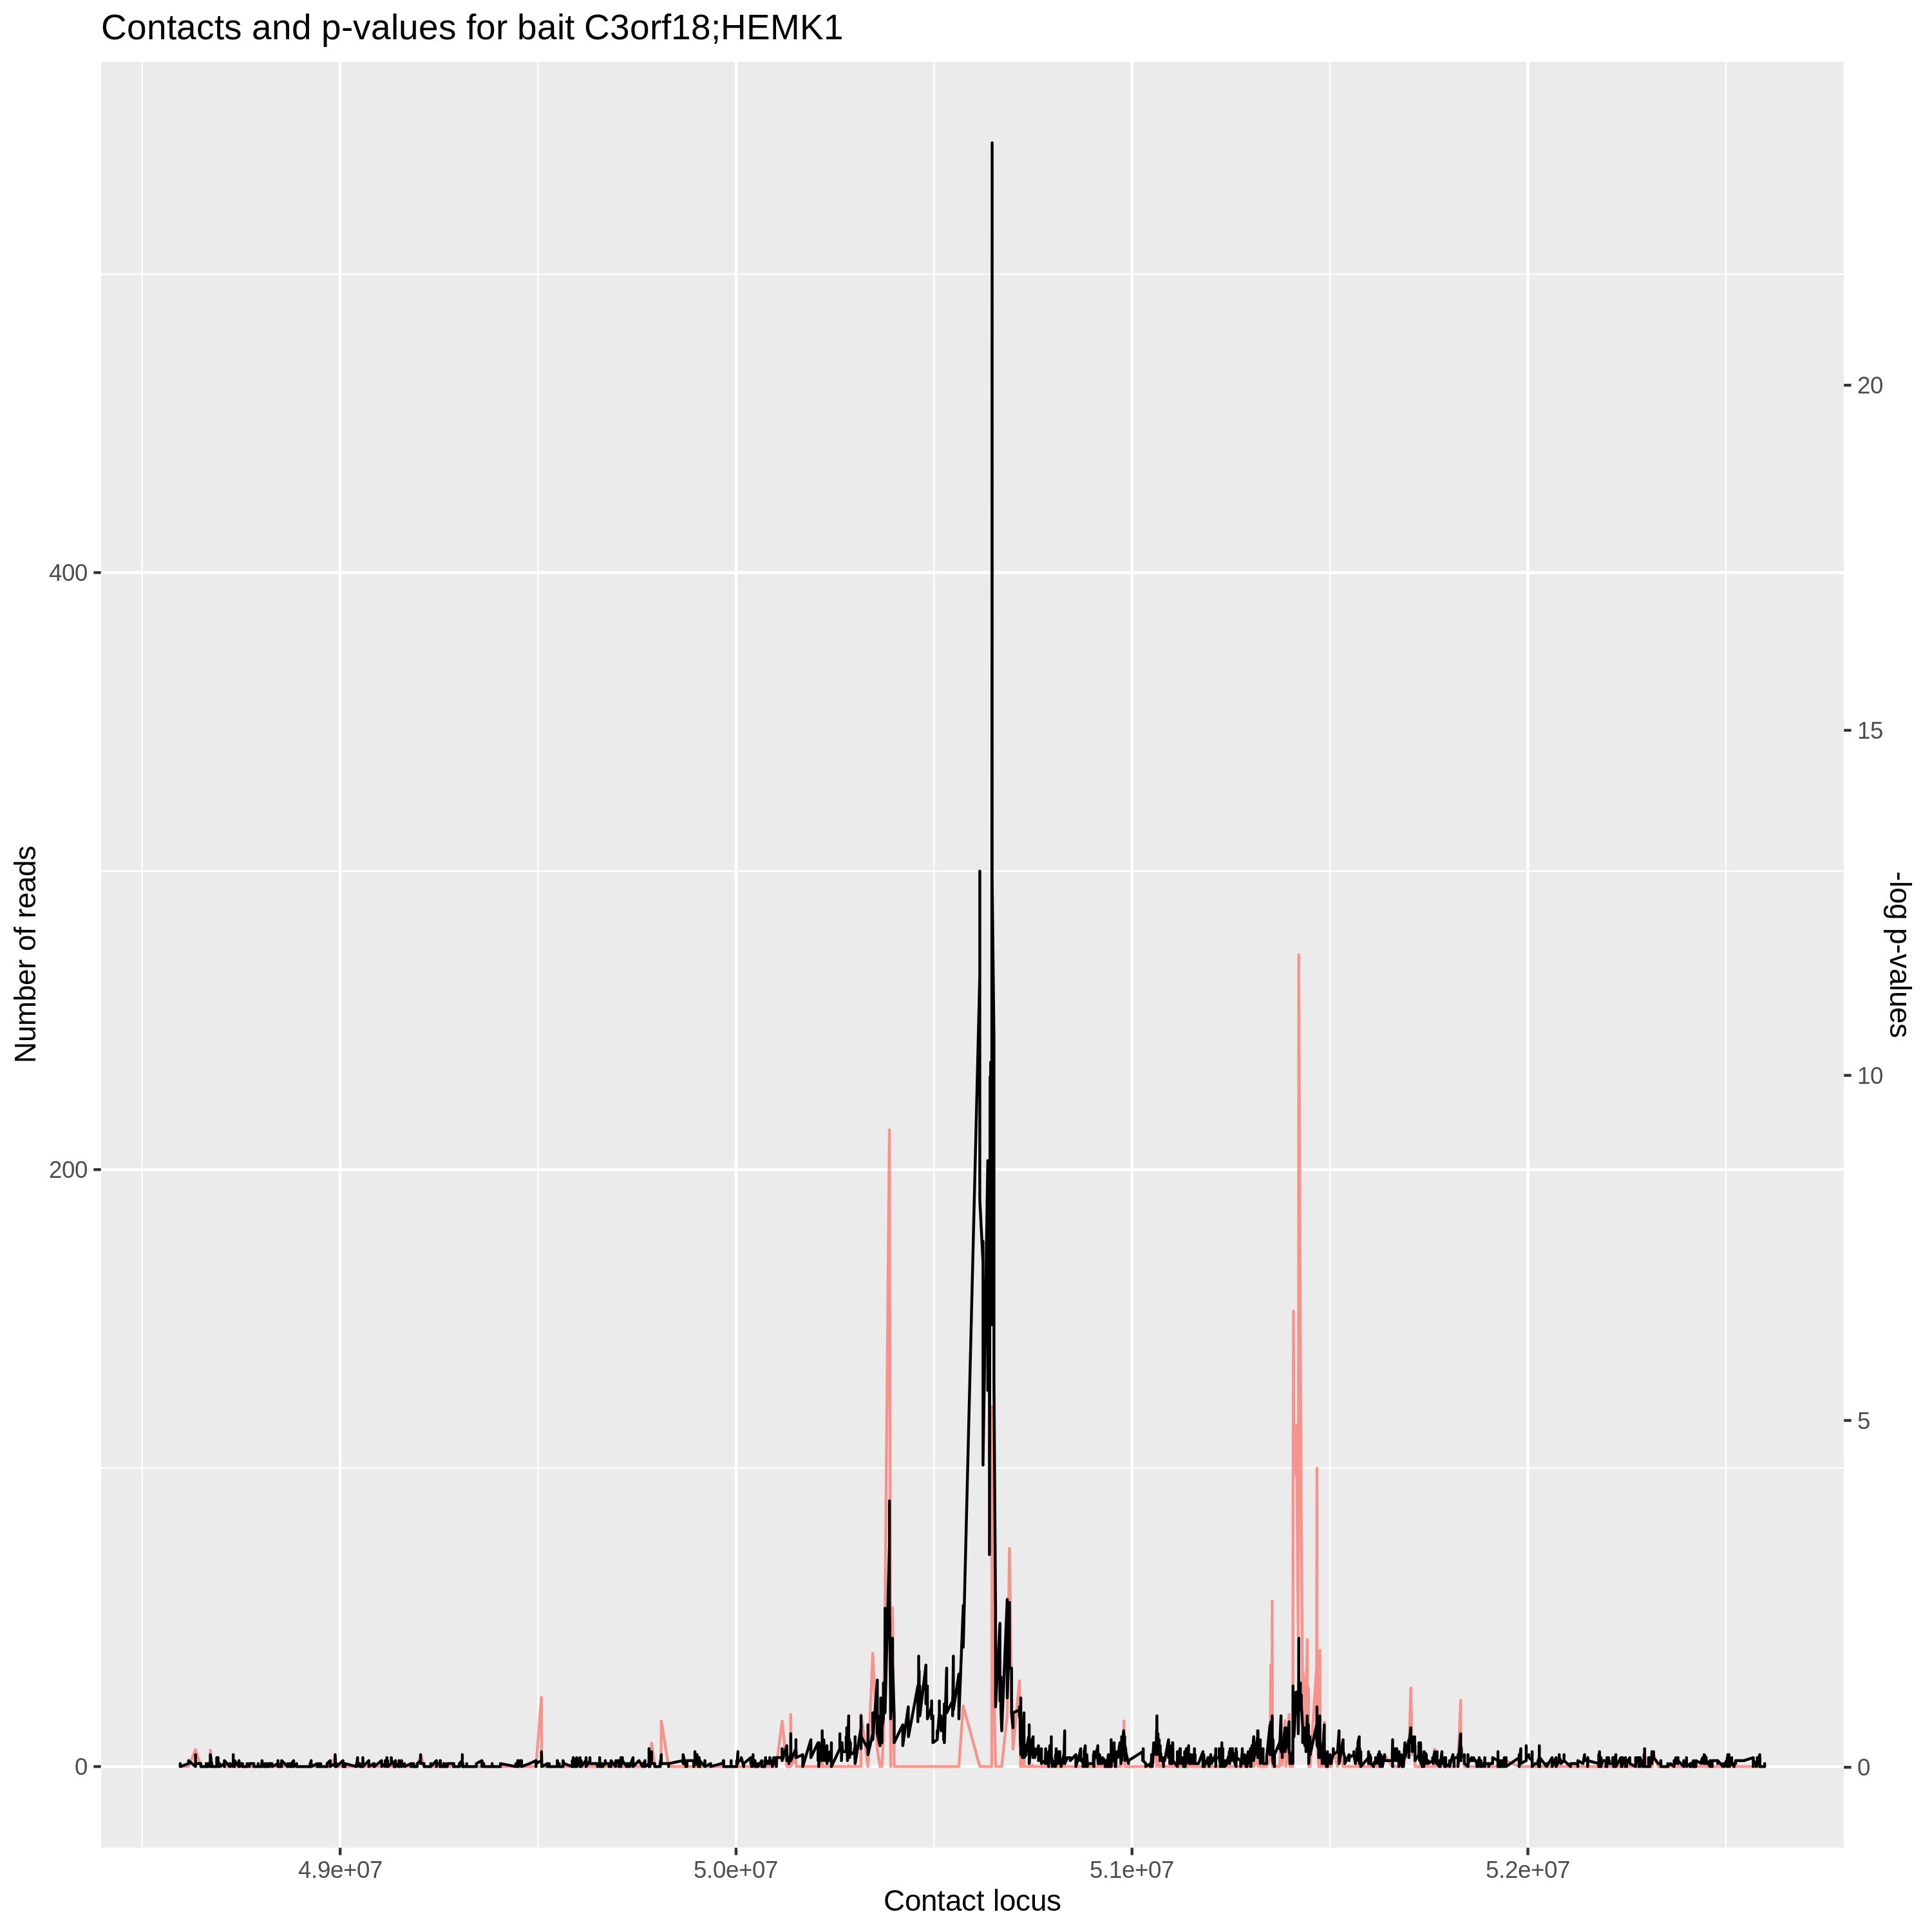 Contacts and p-values for bait C3orf18;HEMK1
Number of reads
400
200
0
20
15
10
5
0
-log p-values
4.9e+07
5.0e+07
5.1e+07
5.2e+07
Contact locus